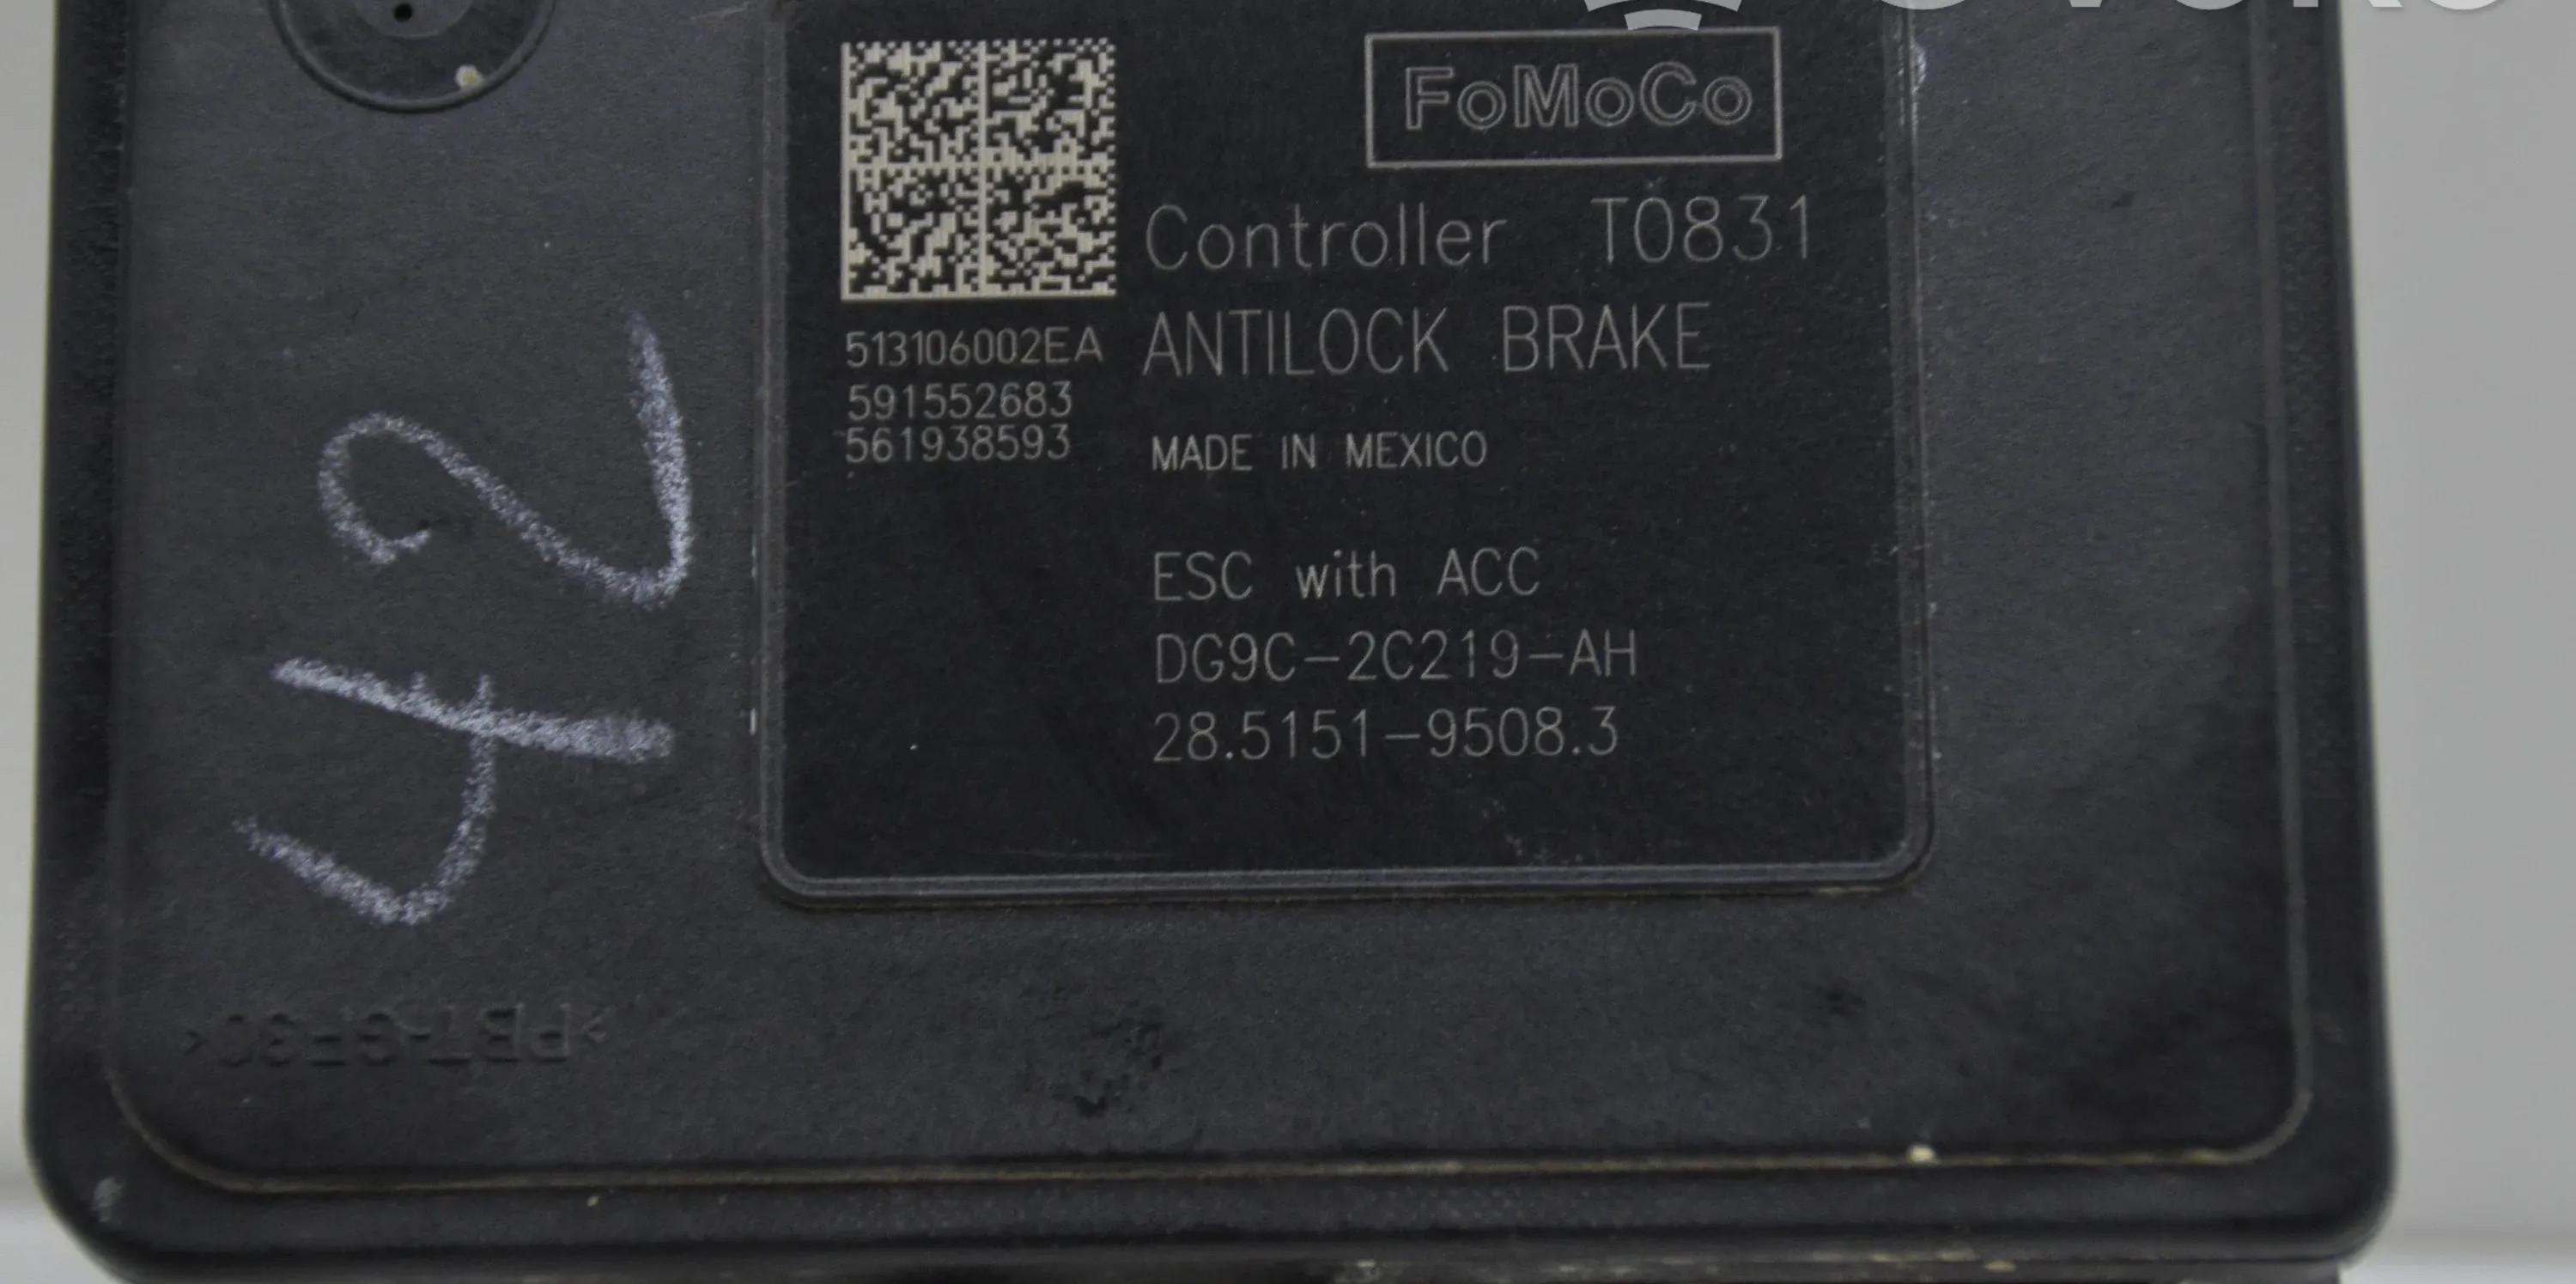 FoMoCo
Controller T0831
ANTILOCK BRAKE
513106002EA
591552683
561938593
MADE IN MEXICO
ESC with ACC
DG9C-2C219-AH
28.5151-9508.3
42
>PBT-GF30<